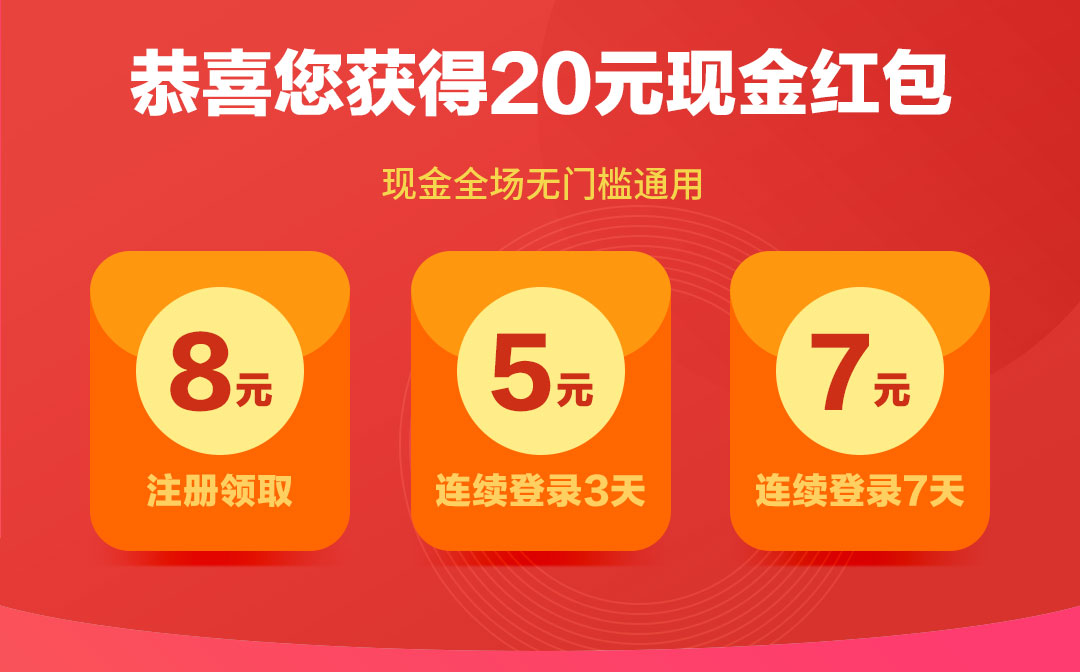 恭喜您获得20元现金红包
现金全场无门槛通用
8元
注册领取
5元
连续登录3天
7元
连续登录7天